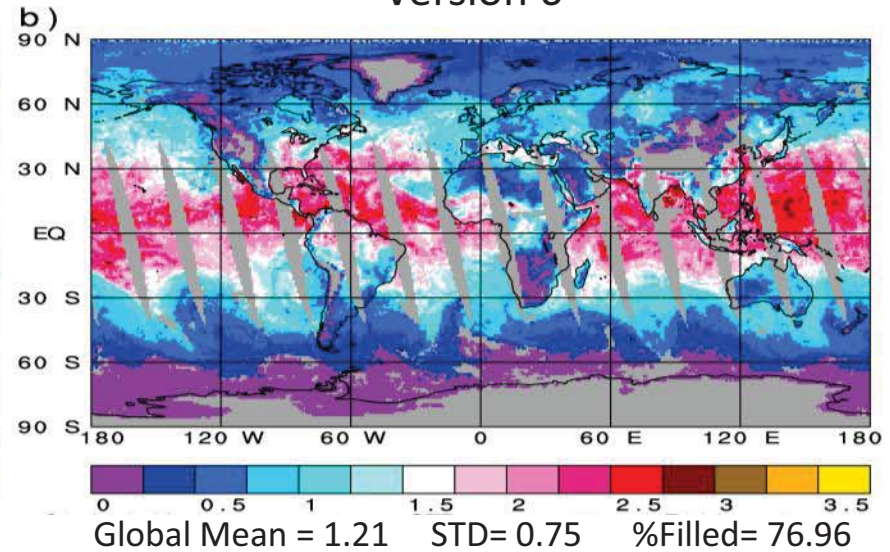 b)
90 N
60 N
30 N
EQ
30 S
60 S
90 S
180 120 W 60 W 0 60 E 120 E 180
0 0.5 1 1.5 2 2.5 3 3.5
Global Mean = 1.21 STD= 0.75 %Filled= 76.96